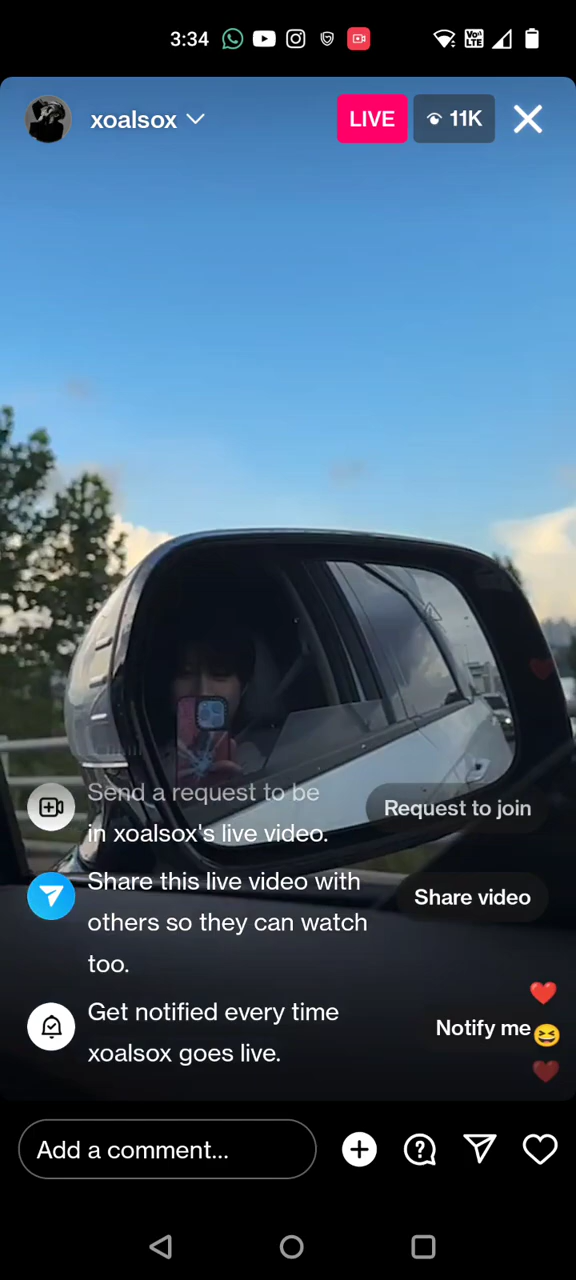 3:34
Vo)
LTE
xoalsox
LIVE
11K
Send a request to be
in xoalsox's live video.
Request to join
Share this live video with
others so they can watch
too.
Share video
Get notified every time
xoalsox goes live.
Notify me
Add a comment...